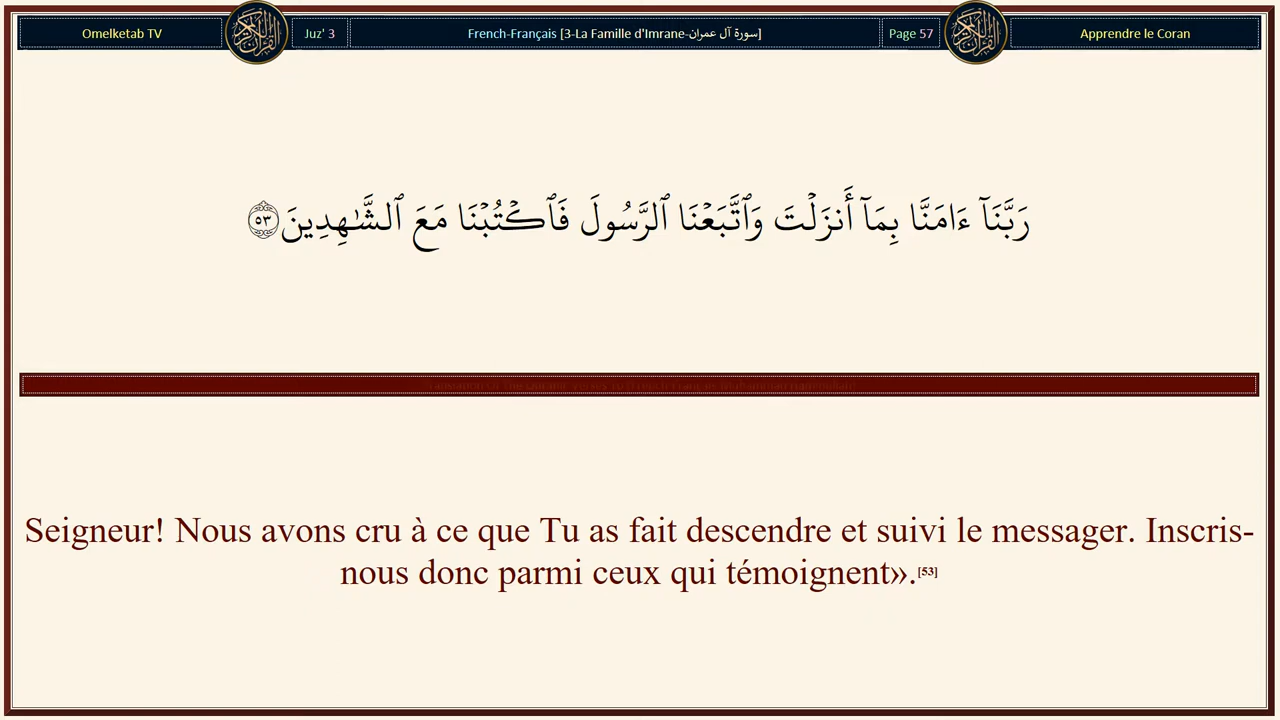 Omelketab TV
Juz' 3
French-Français [3-La Famille d'Imrane-سورة آل عمران]
Page 57
Apprendre le Coran
رَبَّنَآ ءَامَنَّا بِمَآ أَنزَلْتَ وَٱتَّبَعْنَا ٱلرَّسُولَ فَٱكْتُبْنَا مَعَ ٱلشَّـٰهِدِينَ ٥٣
Seigneur! Nous avons cru à ce que Tu as fait descendre et suivi le messager. Inscris-
nous donc parmi ceux qui témoignent».[53]